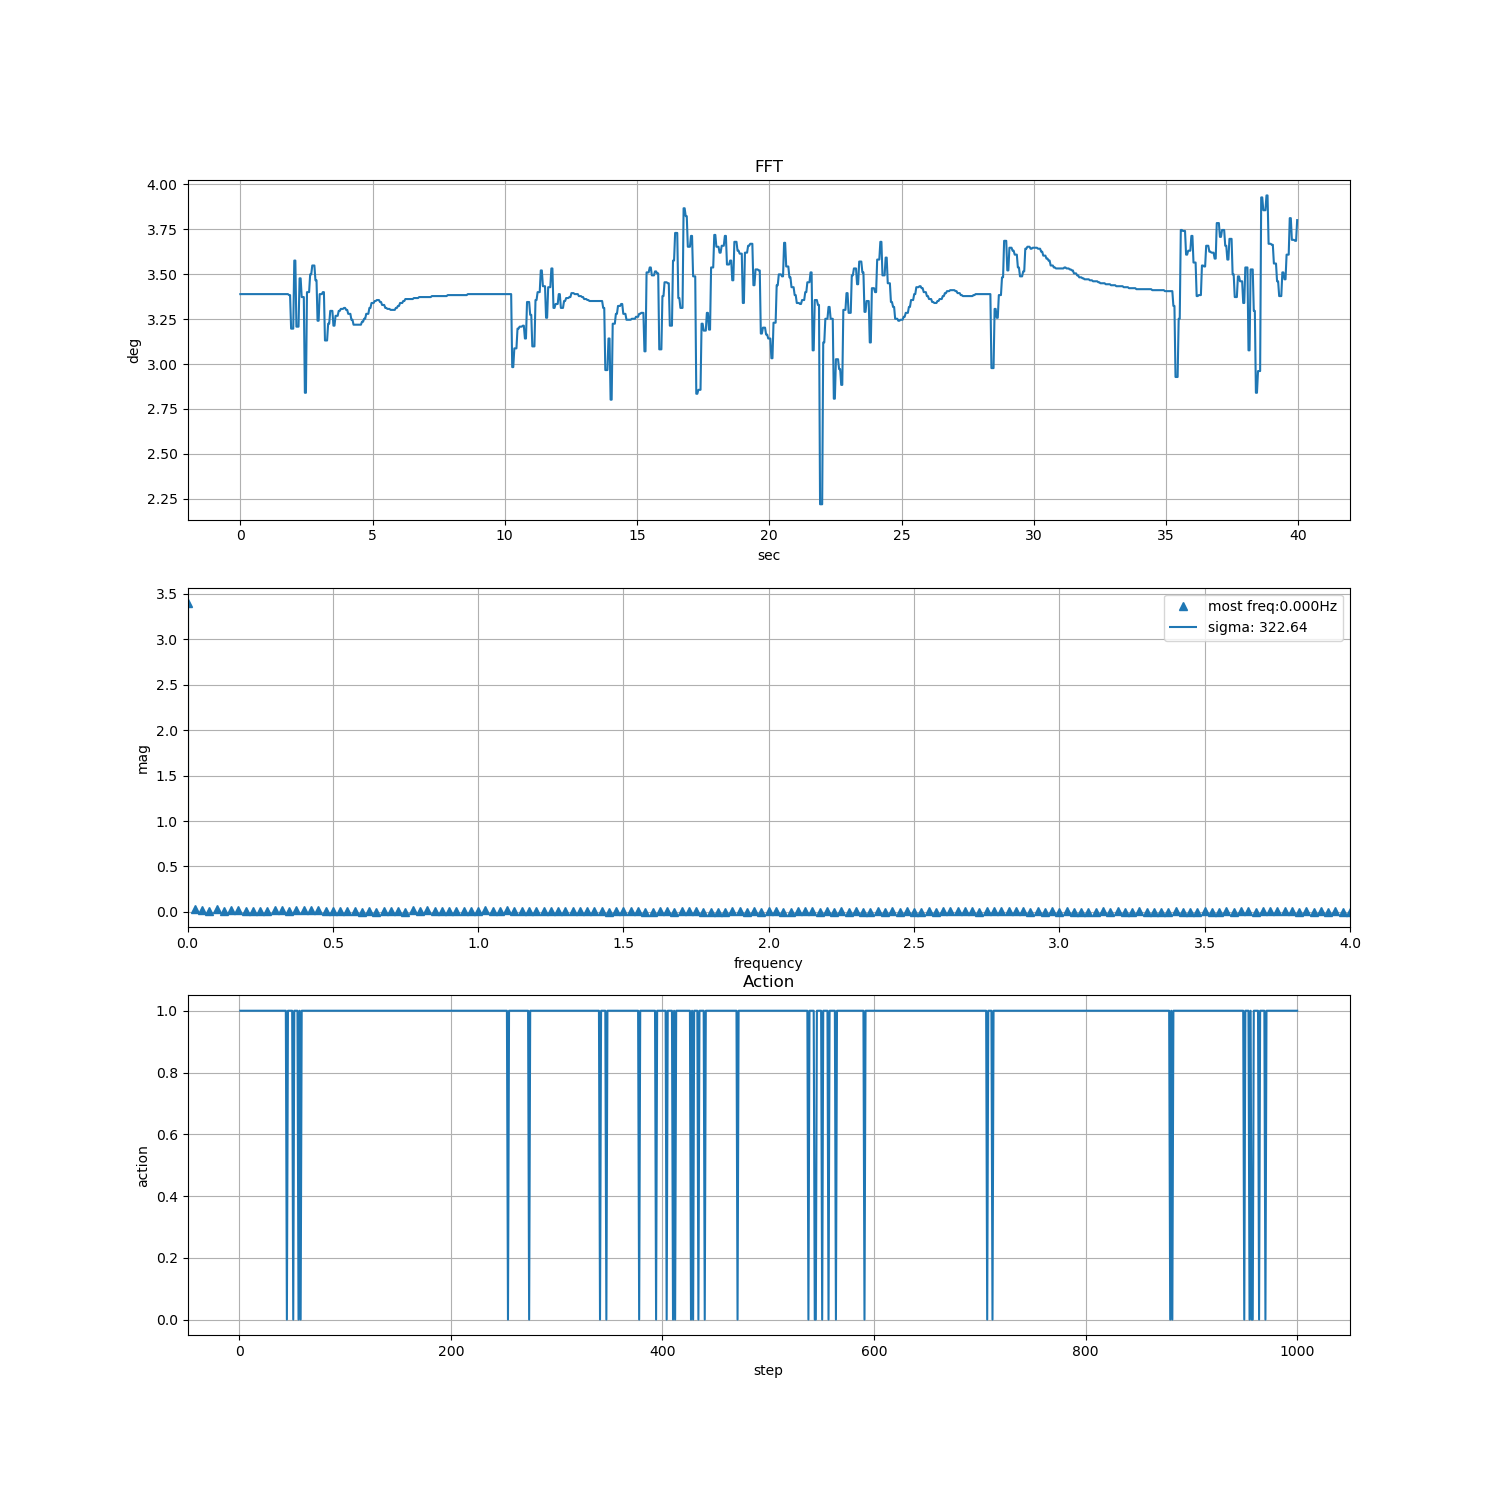 FFT
4.00
3.75
3.50
3.25
3.00
2.75
2.50
2.25
deg
0 5 10 15 20 25 30 35 40
sec
3.5
3.0
2.5
2.0
1.5
1.0
0.5
0.0
mag
most freq:0.000Hz
sigma: 322.64
0.0 0.5 1.0 1.5 2.0 2.5 3.0 3.5 4.0
frequency
Action
1.0
0.8
0.6
0.4
0.2
0.0
action
0 200 400 600 800 1000
step